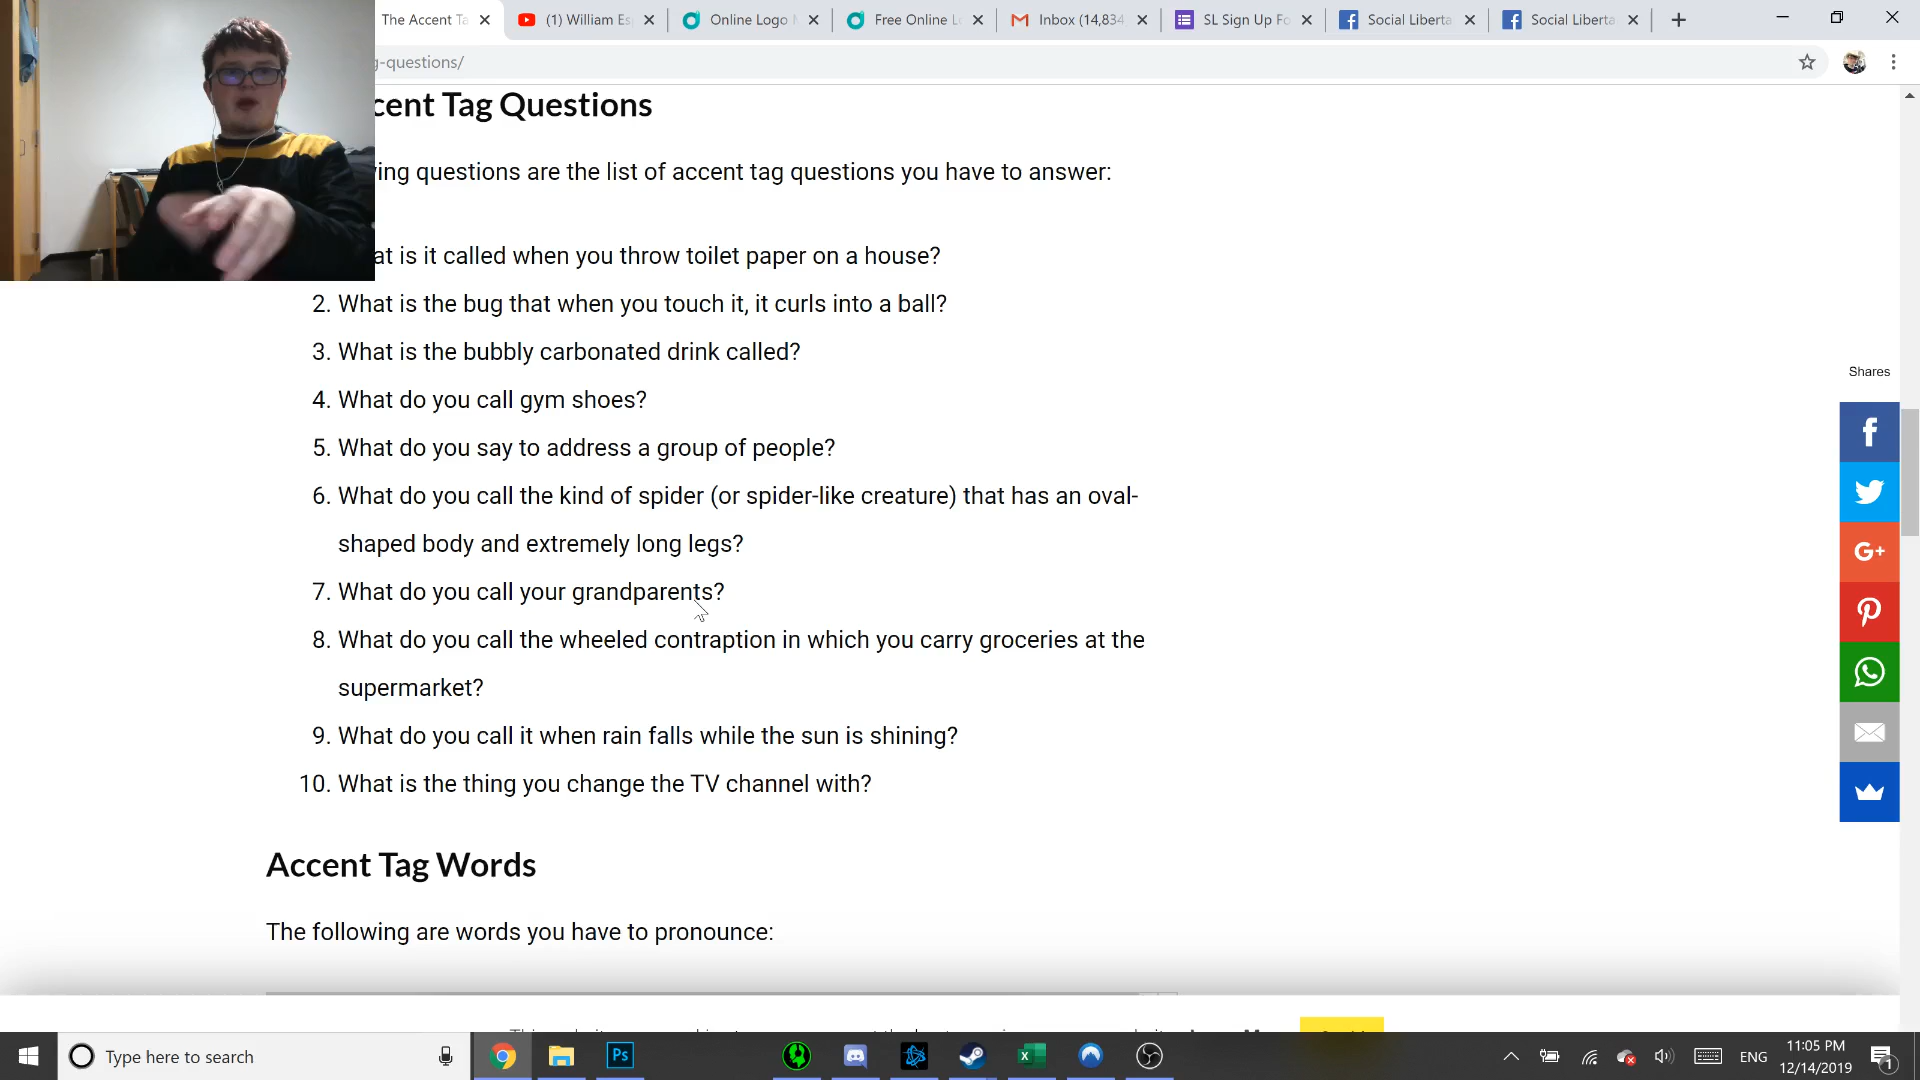 The Accent Ta
(1) William Es
Online Logo
Free Online L
Inbox (14,834
SL Sign Up Fo
Social Liberta
Social Liberta
g-questions/
cent Tag Questions
ing questions are the list of accent tag questions you have to answer:
at is it called when you throw toilet paper on a house?
2. What is the bug that when you touch it, it curls into a ball?
3. What is the bubbly carbonated drink called?
4. What do you call gym shoes?
5. What do you say to address a group of people?
6. What do you call the kind of spider (or spider-like creature) that has an oval-
shaped body and extremely long legs?
7. What do you call your grandparents?
8. What do you call the wheeled contraption in which you carry groceries at the
supermarket?
9. What do you call it when rain falls while the sun is shining?
10. What is the thing you change the TV channel with?
Shares
f
G+
Accent Tag Words
The following are words you have to pronounce:
Type here to search
Ps
ENG
11:05 PM
12/14/2019
1